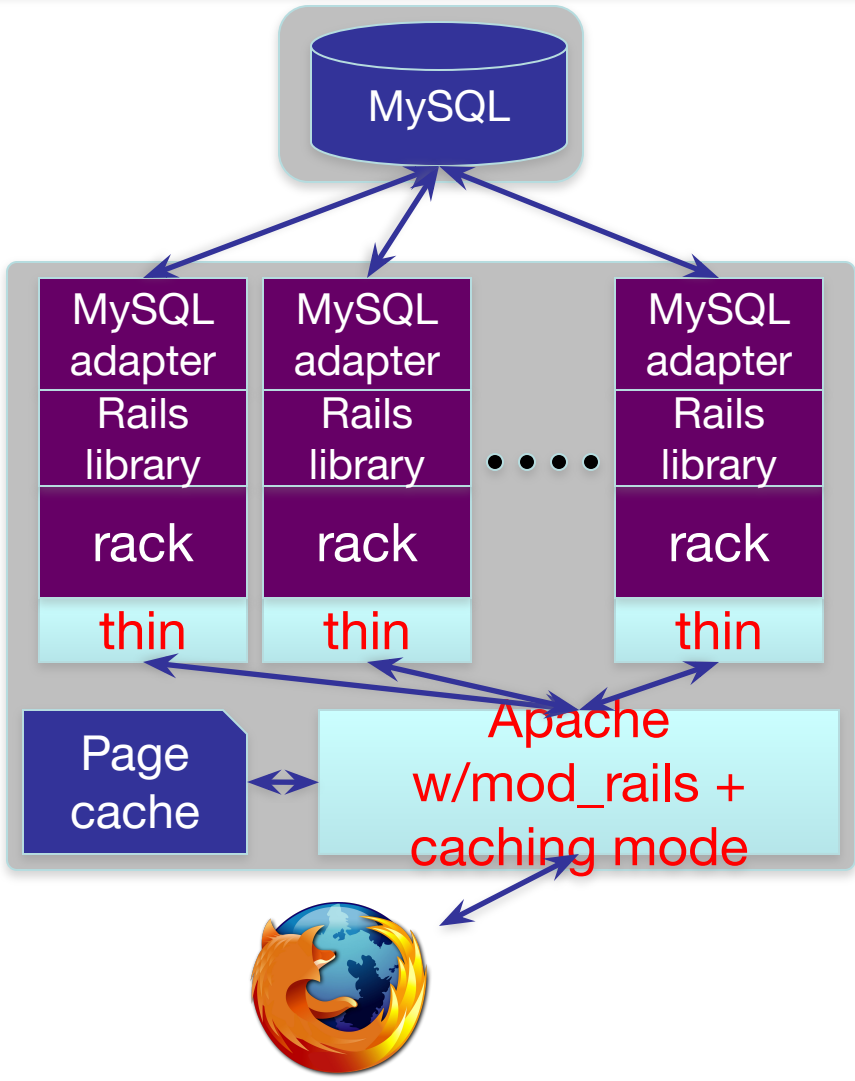 MySQL
MySQL
adapter
Rails
library
rack
thin
MySQL
adapter
Rails
library
rack
thin
MySQL
adapter
Rails
library
rack
thin
Page
cache
Apache
w/mod_rails +
caching mode